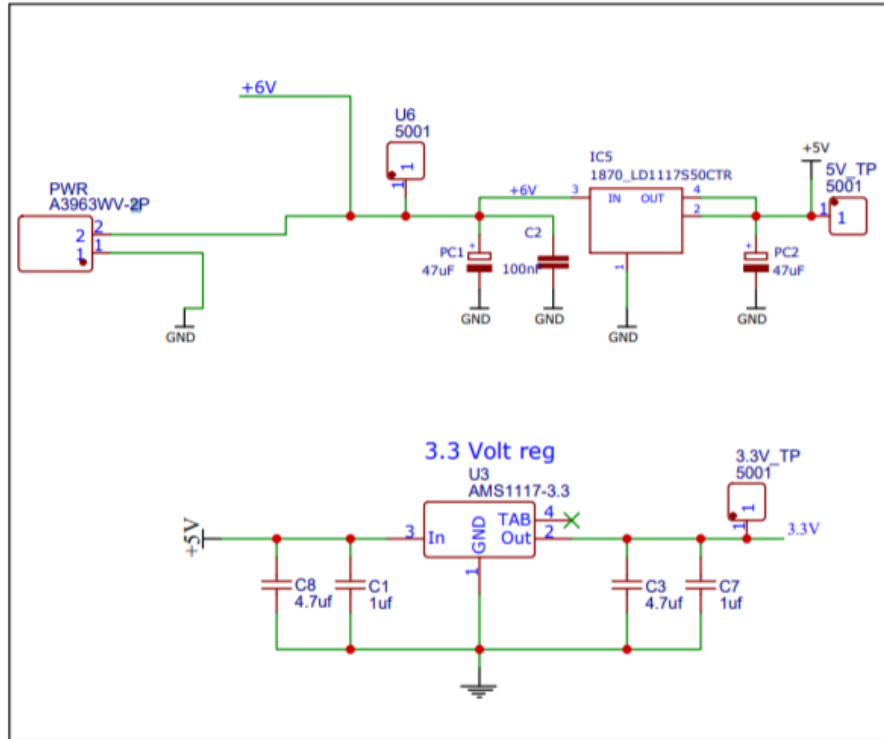 +6V
U6
5001
1
1
PWR
A3963WV-2P
2
2
1
1
GND
+6V
3
IC5
1870_LD1117S50CTR
IN
OUT
4
2
1
+5V
5V_TP
5001
1
1
+
PC1
47uF
C2
100nF
+
PC2
47uF
GND
GND
GND
GND
3.3 Volt reg
U3
AMS1117-3.3
3.3V_TP
5001
1
1
+5V
3
In
GND
TAB
Out
4
2
1
3.3V
C8
4.7uf
C1
1uf
C3
4.7uf
C7
1uf